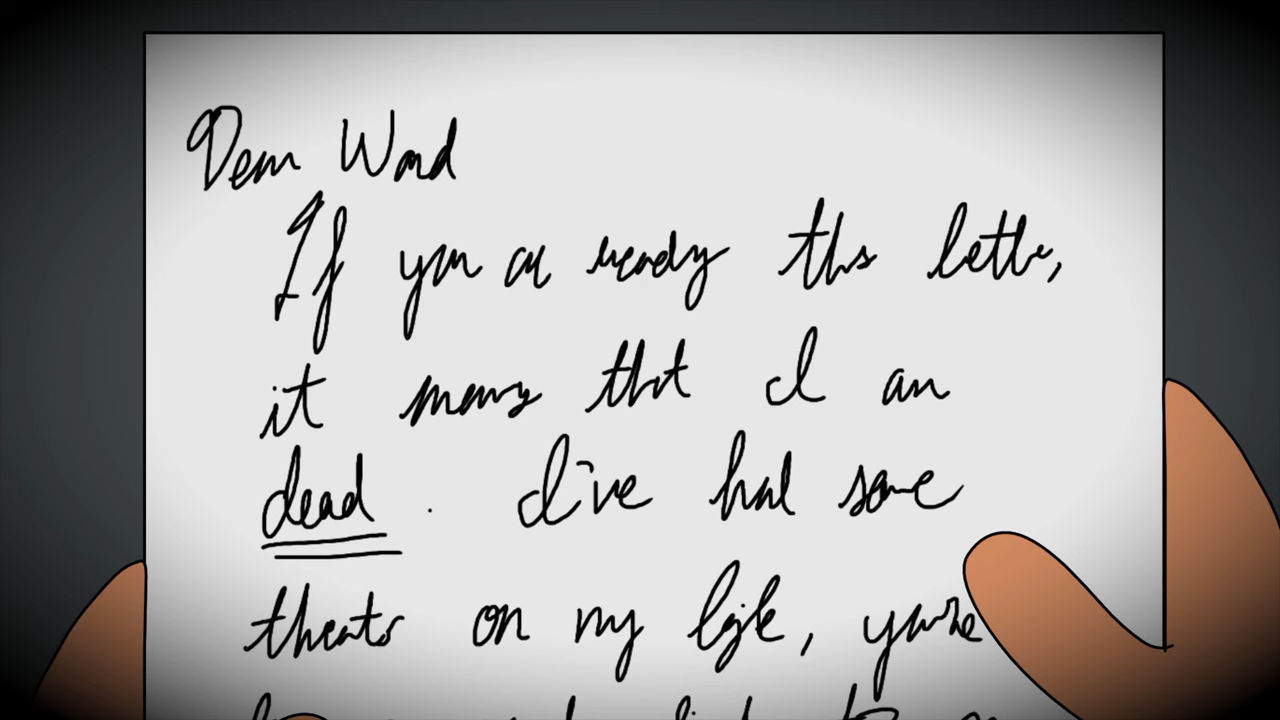 Dear Ward
If you are reading this letter,
it means that I am
dead. I've had some
threats on my life, you're